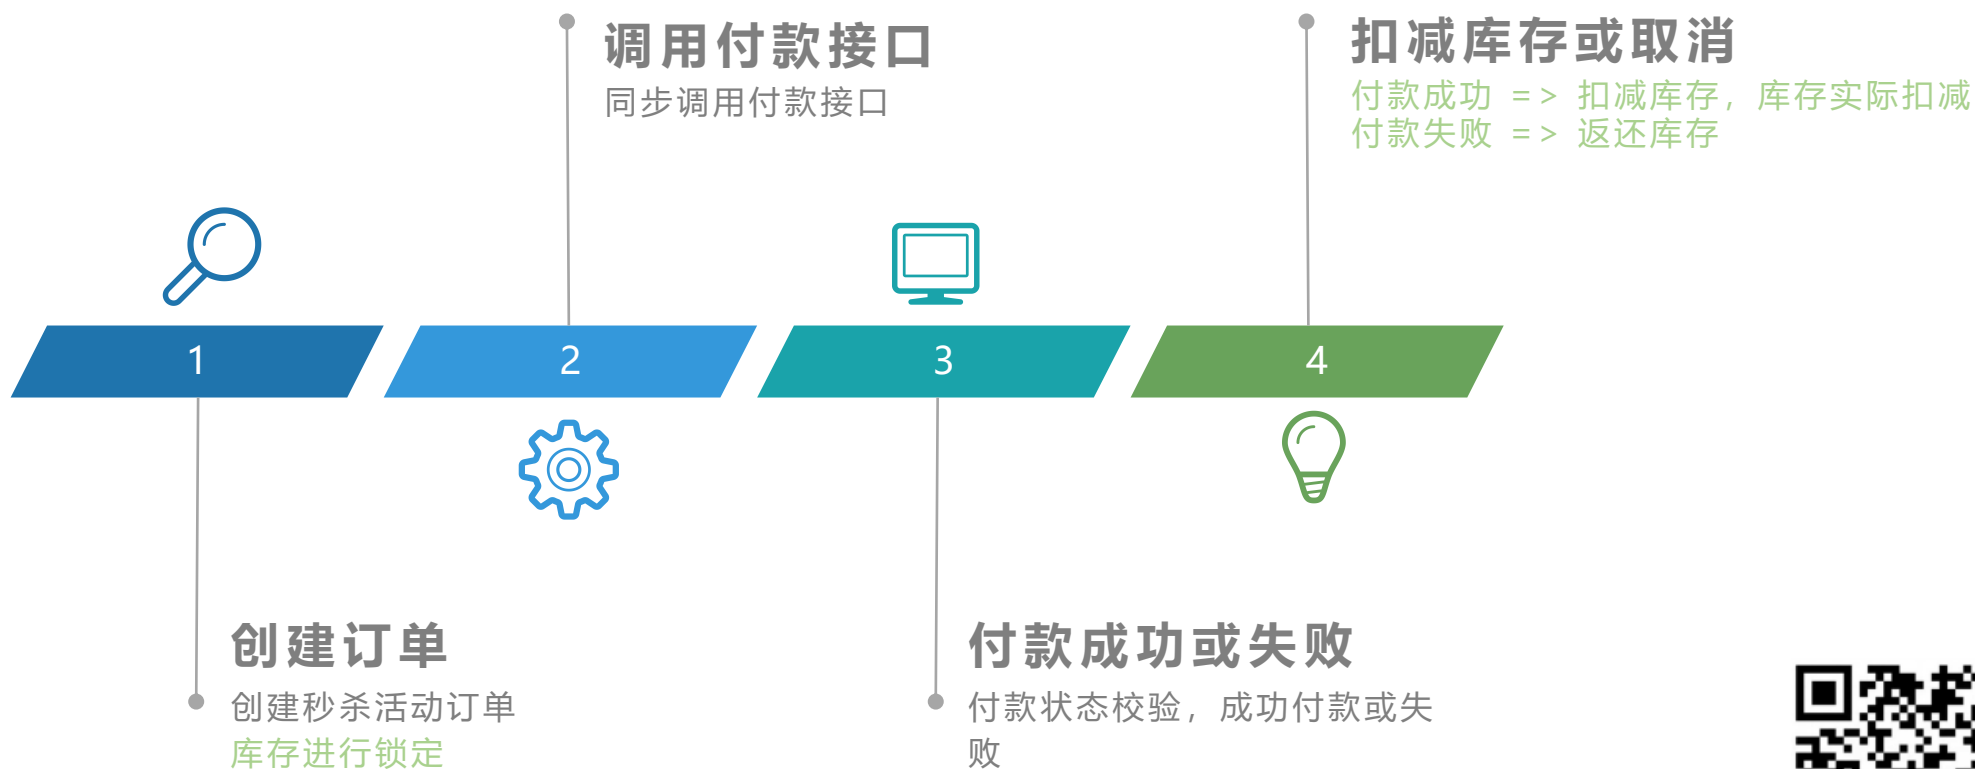 调用付款接口
同步调用付款接口
扣减库存或取消
付款成功 => 扣减库存，库存实际扣减
付款失败 => 返还库存
1
2
3
4
创建订单
创建秒杀活动订单
库存进行锁定
付款成功或失败
付款状态校验，成功付款或失
败